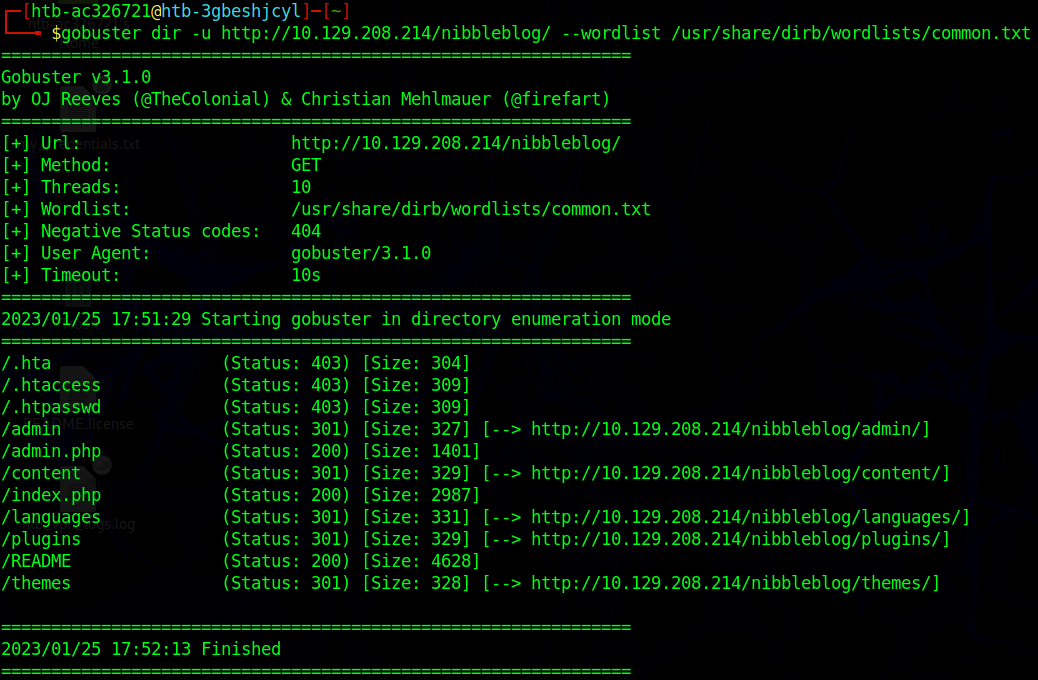 ┌─[htb-ac326721@htb-3gbeshjcyl]─[~]
└──╼ $gobuster dir -u http://10.129.208.214/nibbleblog/ --wordlist /usr/share/dirb/wordlists/common.txt
===============================================================
Gobuster v3.1.0
by OJ Reeves (@TheColonial) & Christian Mehlmauer (@firefart)
===============================================================
[+] Url:                     http://10.129.208.214/nibbleblog/
[+] Method:                  GET
[+] Threads:                 10
[+] Wordlist:                /usr/share/dirb/wordlists/common.txt
[+] Negative Status codes:   404
[+] User Agent:              gobuster/3.1.0
[+] Timeout:                 10s
===============================================================
2023/01/25 17:51:29 Starting gobuster in directory enumeration mode
===============================================================
/.hta                 (Status: 403) [Size: 304]
/.htaccess            (Status: 403) [Size: 309]
/.htpasswd            (Status: 403) [Size: 309]
/admin                (Status: 301) [Size: 327] [--> http://10.129.208.214/nibbleblog/admin/]
/admin.php            (Status: 200) [Size: 1401]
/content              (Status: 301) [Size: 329] [--> http://10.129.208.214/nibbleblog/content/]
/index.php            (Status: 200) [Size: 2987]
/languages            (Status: 301) [Size: 331] [--> http://10.129.208.214/nibbleblog/languages/]
/plugins              (Status: 301) [Size: 329] [--> http://10.129.208.214/nibbleblog/plugins/]
/README               (Status: 200) [Size: 4628]
/themes               (Status: 301) [Size: 328] [--> http://10.129.208.214/nibbleblog/themes/]
===============================================================
2023/01/25 17:52:13 Finished
===============================================================